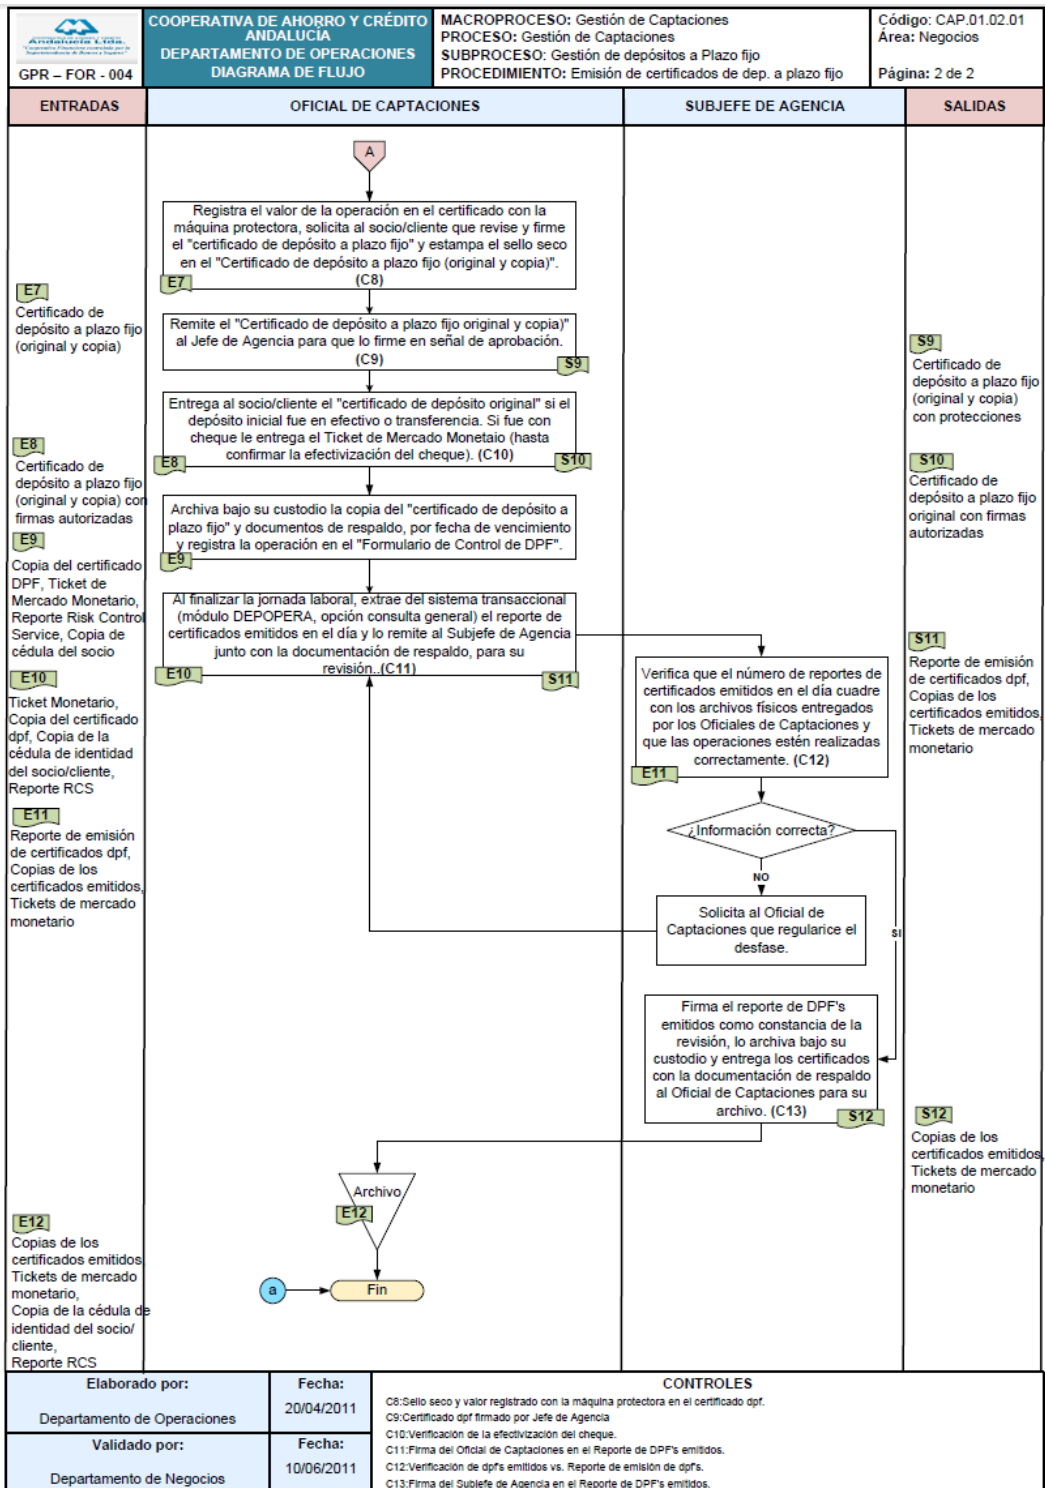 Andalucía Ltda.
GPR – FOR - 004
COOPERATIVA DE AHORRO Y CRÉDITO
ANDALUCÍA
DEPARTAMENTO DE OPERACIONES
DIAGRAMA DE FLUJO
MACROPROCESO: Gestión de Captaciones
PROCESO: Gestión de Captaciones
SUBPROCESO: Gestión de depósitos a Plazo fijo
PROCEDIMIENTO: Emisión de certificados de dep. a plazo fijo
Código: CAP.01.02.01
Área: Negocios
Página: 2 de 2
ENTRADAS
OFICIAL DE CAPTACIONES
SUBJEFE DE AGENCIA
SALIDAS
A
Registra el valor de la operación en el certificado con la
máquina protectora, solicita al socio/cliente que revise y firme
el "certificado de depósito a plazo fijo" y estampa el sello seco
en el "Certificado de depósito a plazo fijo (original y copia)".
(C8)
E7
E7
Certificado de
depósito a plazo fijo
(original y copia)
Remite el "Certificado de depósito a plazo fijo original y copia)"
al Jefe de Agencia para que lo firme en señal de aprobación.
(C9)
S9
S9
Certificado de
depósito a plazo fijo
(original y copia)
con protecciones
Entrega al socio/cliente el "certificado de depósito original" si el
depósito inicial fue en efectivo o transferencia. Si fue con
cheque le entrega el Ticket de Mercado Monetaio (hasta
confirmar la efectivización del cheque). (C10)
E8
S10
E8
Certificado de
depósito a plazo fijo
(original y copia) con
firmas autorizadas
S10
Certificado de
depósito a plazo fijo
original con firmas
autorizadas
Archiva bajo su custodio la copia del "certificado de depósito a
plazo fijo" y documentos de respaldo, por fecha de vencimiento
y registra la operación en el "Formulario de Control de DPF".
E9
E9
Copia del certificado
DPF, Ticket de
Mercado Monetario,
Reporte Risk Control
Service, Copia de
cédula del socio
Al finalizar la jornada laboral, extrae del sistema transaccional
(módulo DEPOPERA, opción consulta general) el reporte de
certificados emitidos en el día y lo remite al Subjefe de Agencia
junto con la documentación de respaldo, para su
revisión..(C11)
E10
S11
E10
Ticket Monetario,
Copia del certificado
dpf, Copia de la
cédula de identidad
del socio/cliente,
Reporte RCS
S11
Reporte de emisión
de certificados dpf,
Copias de los
certificados emitidos,
Tickets de mercado
monetario
Verifica que el número de reportes de
certificados emitidos en el día cuadre
con los archivos físicos entregados
por los Oficiales de Captaciones y
que las operaciones estén realizadas
correctamente. (C12)
E11
E11
Reporte de emisión
de certificados dpf,
Copias de los
certificados emitidos,
Tickets de mercado
monetario
¿Información correcta?
NO
SI
Solicita al Oficial de
Captaciones que regularice el
desfase.
Firma el reporte de DPF's
emitidos como constancia de la
revisión, lo archiva bajo su
custodio y entrega los certificados
con la documentación de respaldo
al Oficial de Captaciones para su
archivo. (C13)
S12
S12
Copias de los
certificados emitidos,
Tickets de mercado
monetario
Archivo
E12
E12
Copias de los
certificados emitidos
Tickets de mercado
monetario,
Copia de la cédula de
identidad del socio/
cliente,
Reporte RCS
a
Fin
Elaborado por:
Departamento de Operaciones
Fecha:
20/04/2011
Validado por:
Departamento de Negocios
Fecha:
10/06/2011
CONTROLES
C8:Sello seco y valor registrado con la máquina protectora en el certificado dpf.
C9:Certificado dpf firmado por Jefe de Agencia
C10:Verificación de la efectivización del cheque.
C11:Firma del Oficial de Captaciones en el Reporte de DPF's emitidos.
C12:Verificación de dpf's emitidos vs. Reporte de emisión de dpf's.
C13:Firma del Subjefe de Agencia en el Reporte de DPF's emitidos.